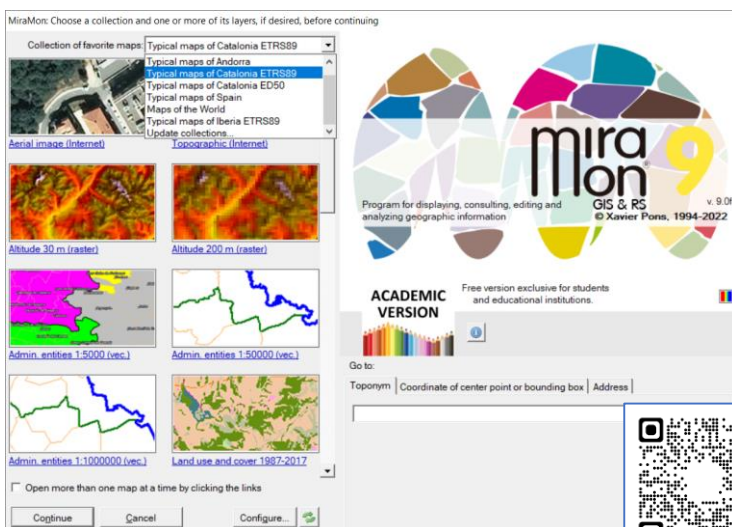 MiraMon: Choose a collection and one or more of its layers, if desired, before continuing
Collection of favorite maps: Typical maps of Catalonia ETRS89
Typical maps of Andorra
Typical maps of Catalonia ETRS89
Typical maps of Catalonia ED50
Typical maps of Spain
Maps of the World
Typical maps of Iberia ETRS89
Update collections...
Aerial image (Internet)
Topographic (Internet)
Altitude 30 m (raster)
Altitude 200 m (raster)
Admin. entities 1:5000 (vec.)
Admin. entities 1:50000 (vec.)
Admin. entities 1:1000000 (vec.)
Land use and cover 1987-2017
Open more than one map at a time by clicking the links
Continue
Cancel
Configure...
mira
mon 9
®
Program for displaying, consulting, editing and
analyzing geographic information
GIS & RS
© Xavier Pons, 1994-2022
ACADEMIC
VERSION
Free version exclusive for students
and educational institutions.
Go to:
Toponym
Coordinate of center point or bounding box
Address